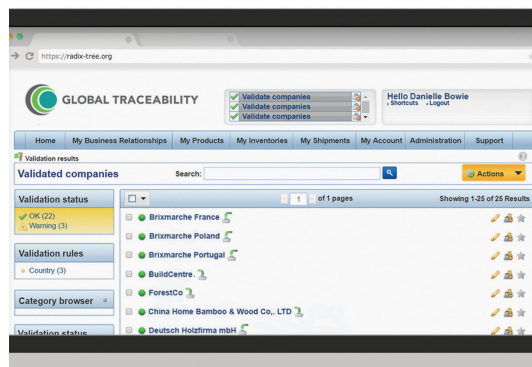 https://radix-tree.org
GLOBAL TRACEABILITY
Validate companies
Validate companies
Validate companies
Hello Danielle Bowie
Shortcuts Logout
Home My Business Relationships My Products My Inventories My Shipments My Account Administration Support
Validation results
Validated companies
Search:
Actions
Validation status
OK (22)
Warning (3)
Validation rules
Country (3)
Category browser
Validation status
1 of 1 pages
Showing 1-25 of 25 Results
Brixmarche France
Brixmarche Poland
Brixmarche Portugal
BuildCentre.
ForestCo
China Home Bamboo & Wood Co,. LTD
Deutsch Holzfirma mbH